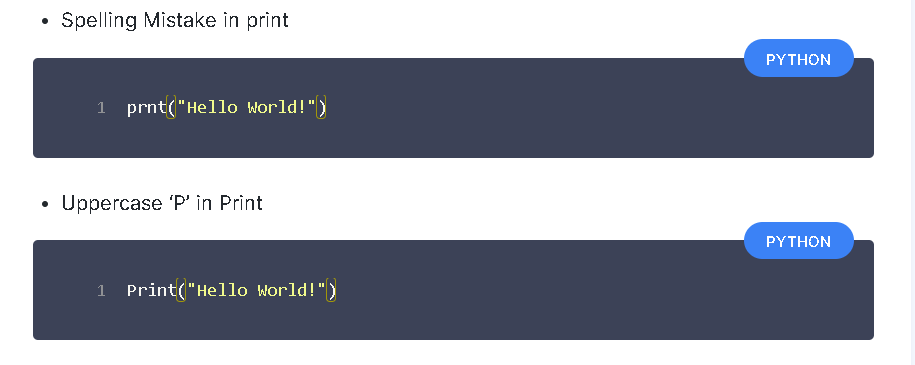 • Spelling Mistake in print
PYTHON
1 prnt("Hello World!")
• Uppercase ‘P’ in Print
PYTHON
1 Print("Hello World!")